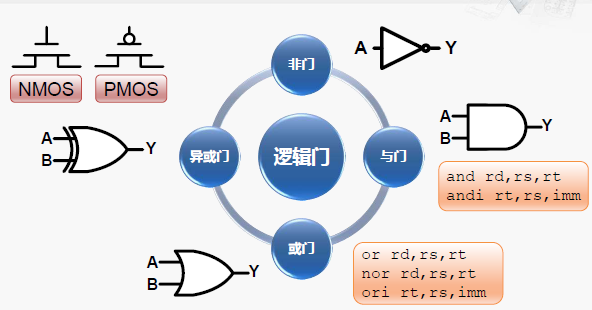 NMOS
PMOS
非门
A
Y
异或门
A
B
Y
逻辑门
与门
A
B
Y
and rd,rs,rt
andi rt,rs,imm
或门
A
B
Y
or rd,rs,rt
nor rd,rs,rt
ori rt,rs,imm